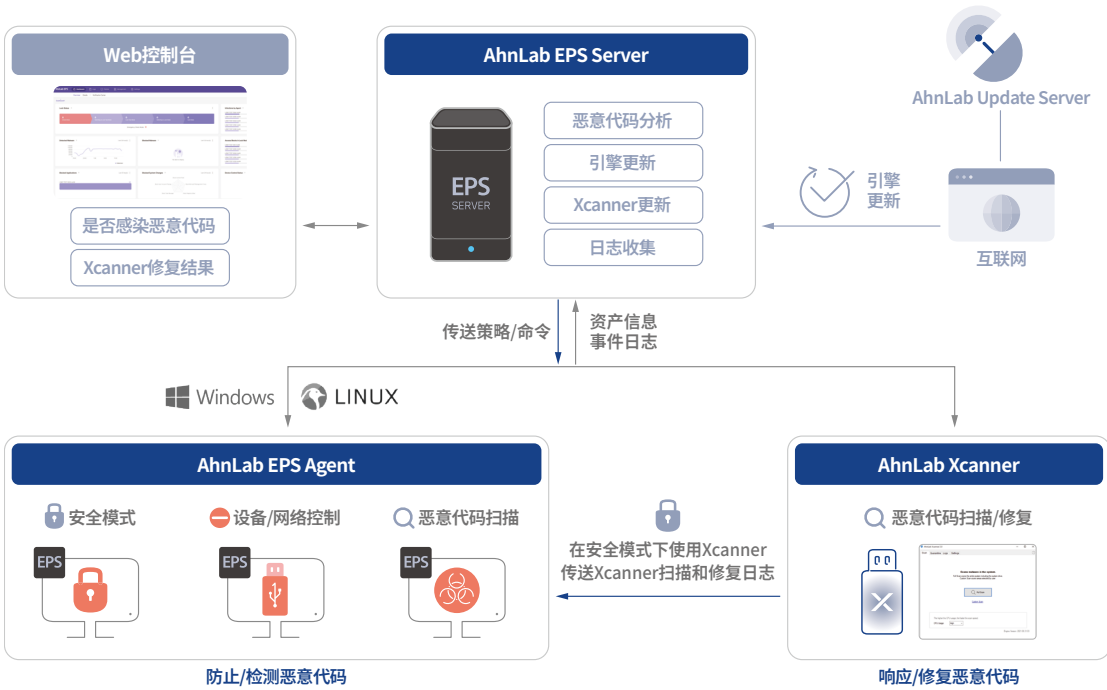 Web控制台
是否感染恶意代码
Xcanner修复结果
AhnLab EPS Server
EPS
SERVER
恶意代码分析
引擎更新
Xcanner更新
日志收集
AhnLab Update Server
引擎
更新
互联网
传送策略/命令
资产信息
事件日志
Windows
LINUX
AhnLab EPS Agent
安全模式
设备/网络控制
恶意代码扫描
EPS
EPS
EPS
防止/检测恶意代码
在安全模式下使用Xcanner
传送Xcanner扫描和修复日志
AhnLab Xcanner
恶意代码扫描/修复
X
响应/修复恶意代码